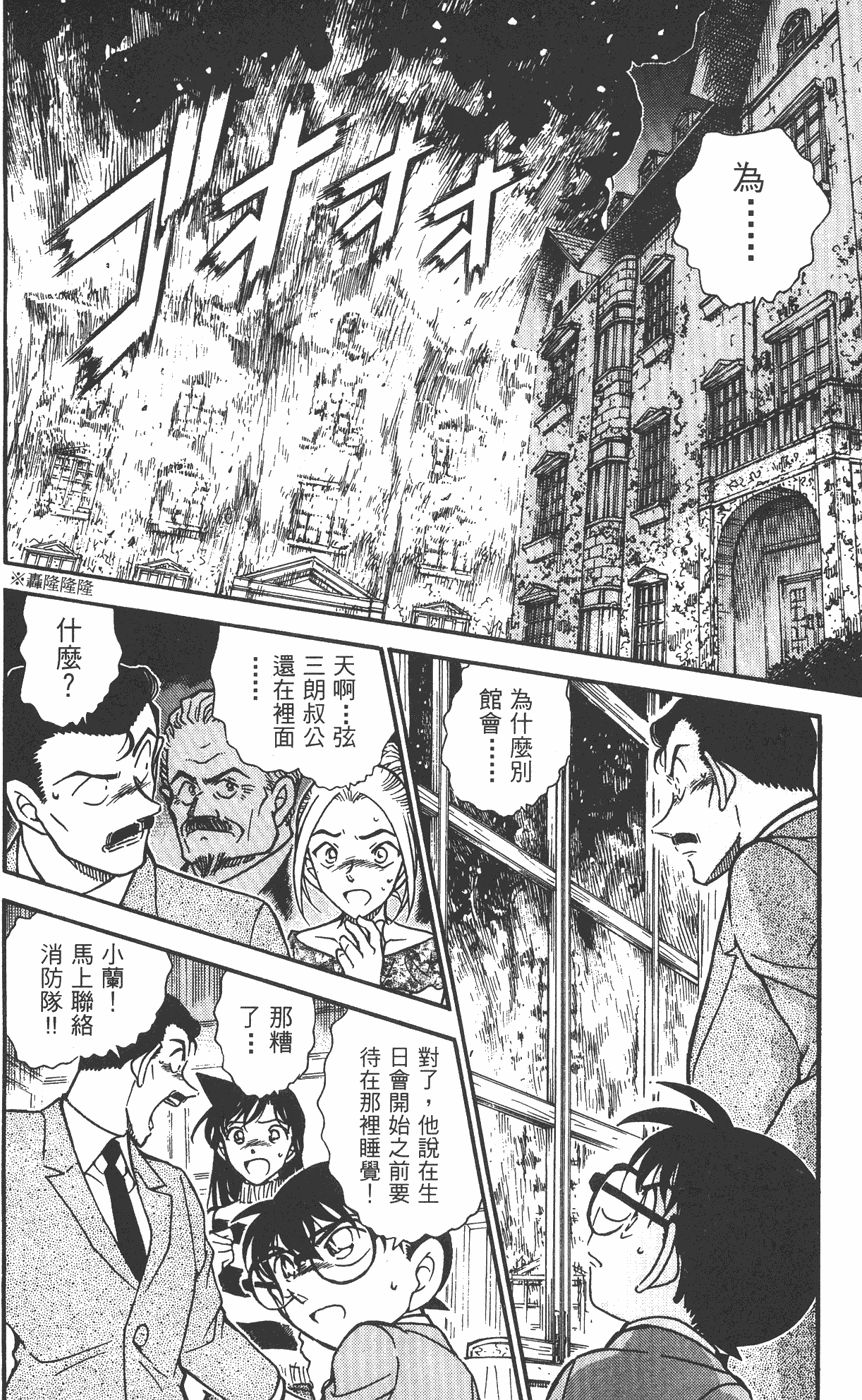 為……
ゴオオオ
※轟隆隆隆
為什麼別
館會……
天啊…弦
三朗叔公
還在裡面
……
什麼？
對了，他說在生
日會開始之前要
待在那裡睡覺！
那糟
了…
小蘭！
馬上聯絡
消防隊！！